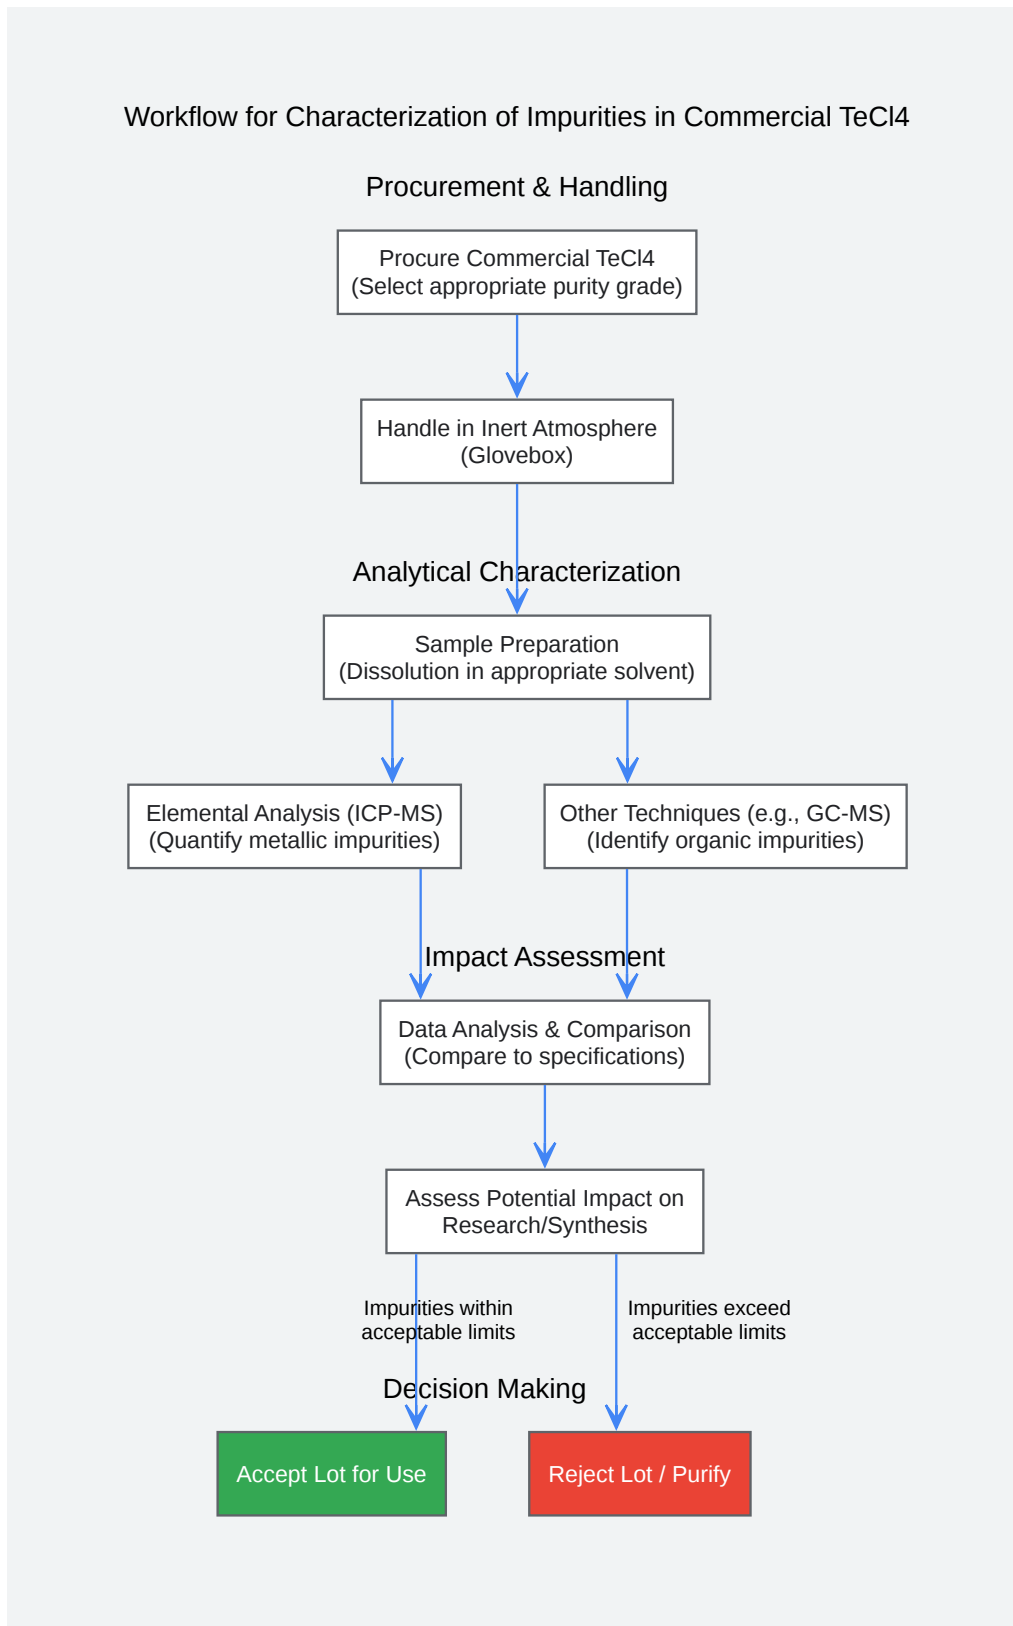 Workflow for Characterization of Impurities in Commercial TeCl4
Procurement & Handling
Procure Commercial TeCl4
(Select appropriate purity grade)
Handle in Inert Atmosphere
(Glovebox)
Analytical Characterization
Sample Preparation
(Dissolution in appropriate solvent)
Elemental Analysis (ICP-MS)
(Quantify metallic impurities)
Other Techniques (e.g., GC-MS)
(Identify organic impurities)
Impact Assessment
Data Analysis & Comparison
(Compare to specifications)
Assess Potential Impact on
Research/Synthesis
Impurities within
acceptable limits
Impurities exceed
acceptable limits
Decision Making
Accept Lot for Use
Reject Lot / Purify